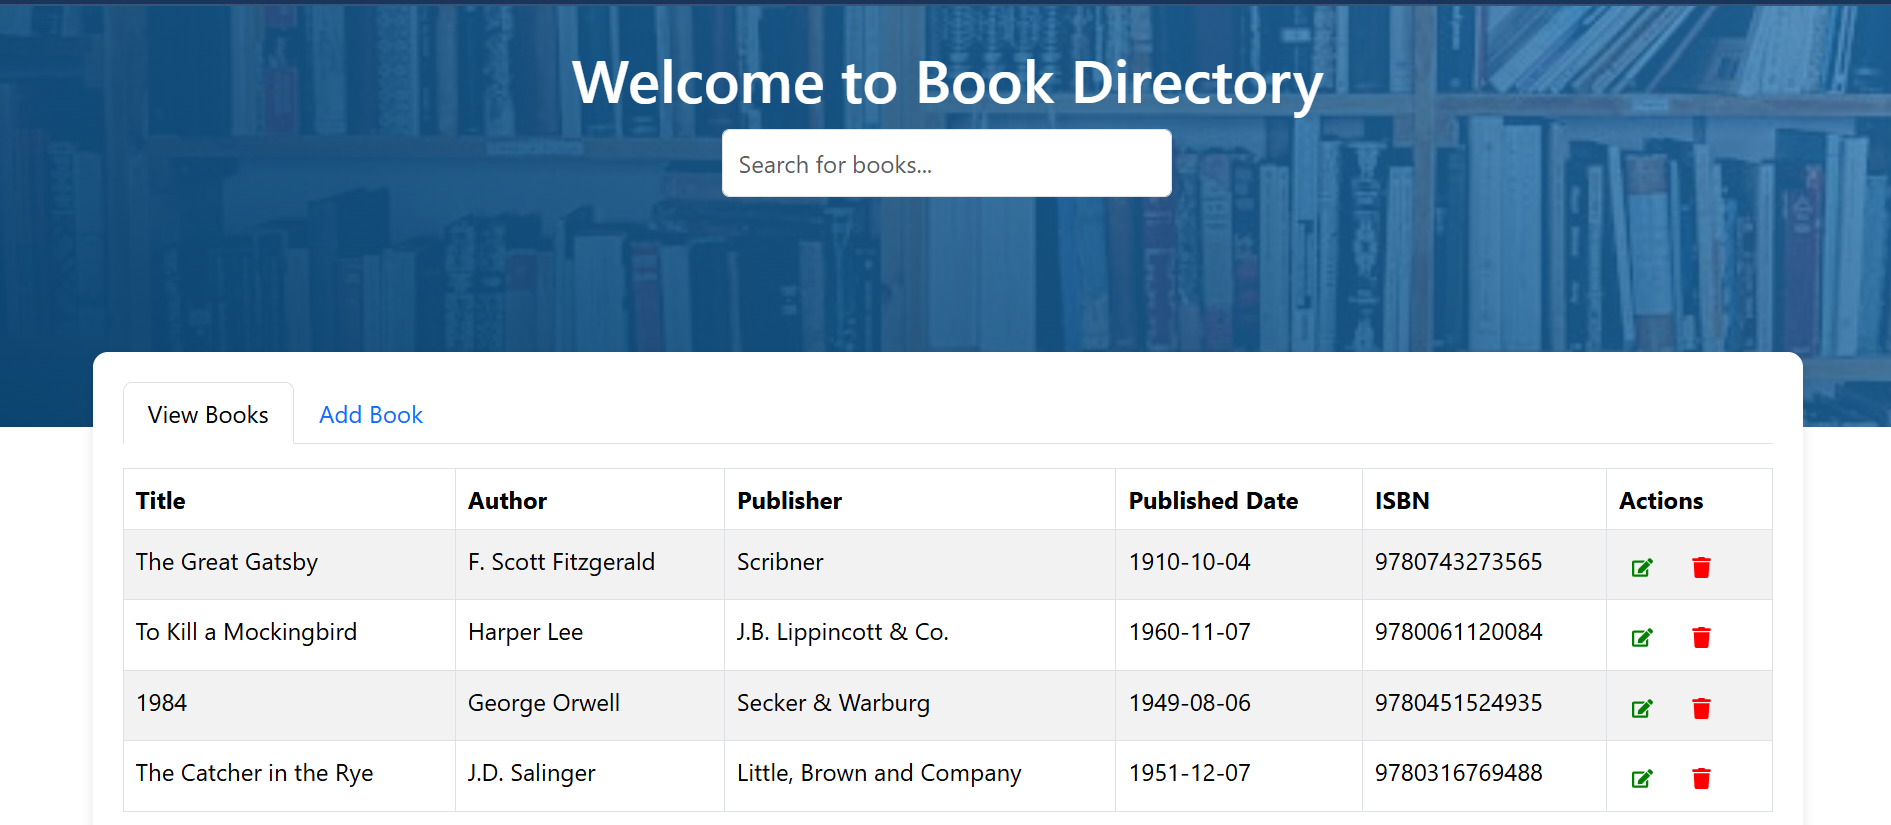 Welcome to Book Directory
Search for books...
View Books Add Book
Title Author Publisher Published Date ISBN Actions
The Great Gatsby F. Scott Fitzgerald Scribner 1910-10-04 9780743273565
To Kill a Mockingbird Harper Lee J.B. Lippincott & Co. 1960-11-07 9780061120084
1984 George Orwell Secker & Warburg 1949-08-06 9780451524935
The Catcher in the Rye J.D. Salinger Little, Brown and Company 1951-12-07 9780316769488